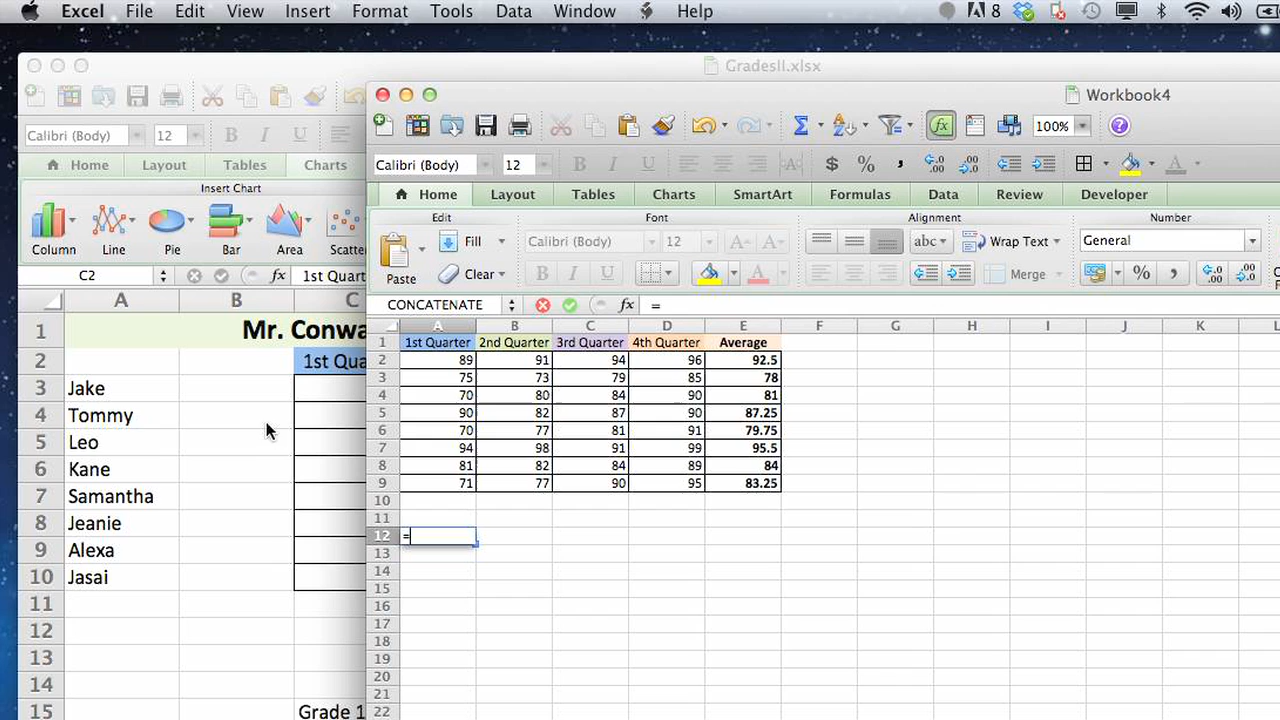 Excel File Edit View Insert Format Tools Data Window Help 8
GradesII.xlsx
Calibri (Body) 12 B I U
Home Layout Tables Charts
Insert Chart
Column Line Pie Bar Area
C2 fx 1st Quart
A B C
1 Mr. Conwa
2 1st Qua
3 Jake
4 Tommy
5 Leo
6 Kane
7 Samantha
8 Jeanie
9 Alexa
10 Jasai
11
12
13
14
15 Grade 1
Workbook4
Σ fx 100% ?
Calibri (Body) 12 B I U $ % ,
Home Layout Tables Charts SmartArt Formulas Data Review Developer
Edit Font Alignment Number
Paste Fill Calibri (Body) 12 abc Wrap Text General
Clear B I U A Merge % ,
CONCATENATE fx =
A B C D E F G H I J K L
1 1st Quarter 2nd Quarter 3rd Quarter 4th Quarter Average
2 89 91 94 96 92.5
3 75 73 79 85 78
4 70 80 84 90 81
5 90 82 87 90 87.25
6 70 77 81 91 79.75
7 94 98 91 99 95.5
8 81 82 84 89 84
9 71 77 90 95 83.25
10
11
12 =
13
14
15
16
17
18
19
20
21
22